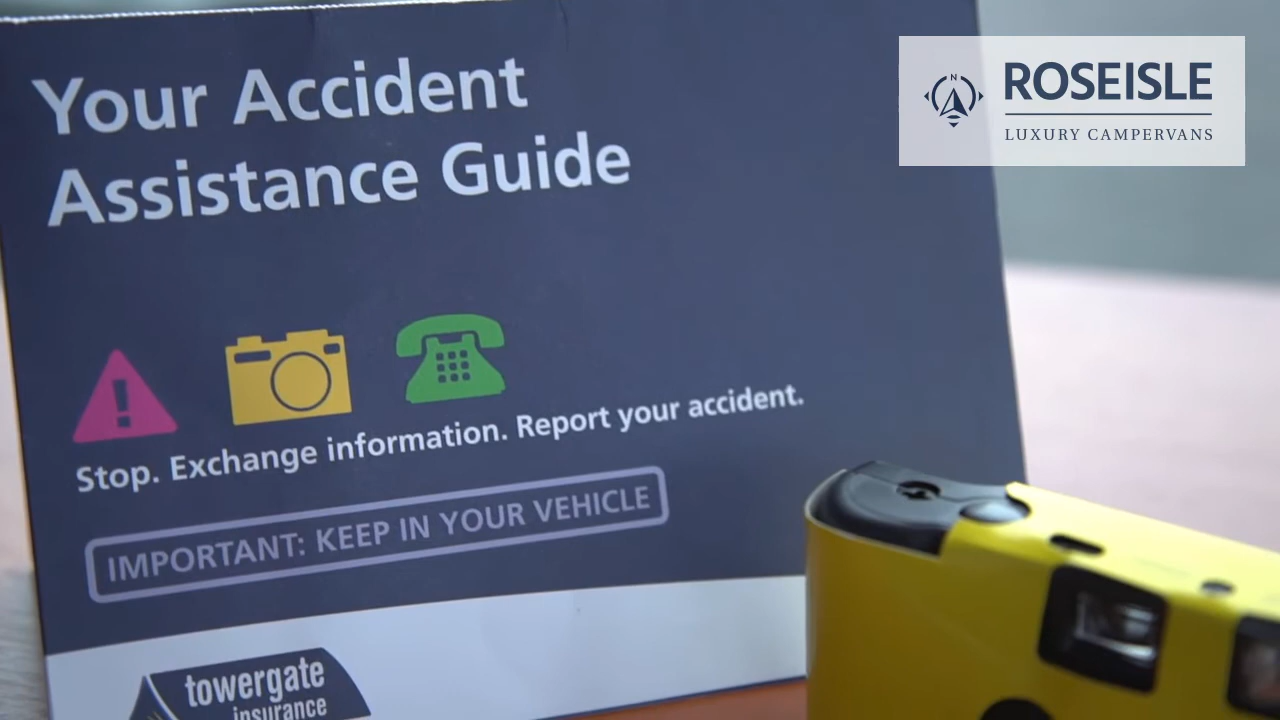 Your Accident
Assistance Guide
Stop. Exchange information. Report your accident.
IMPORTANT: KEEP IN YOUR VEHICLE
towergate
insurance
N
ROSEISLE
LUXURY CAMPERVANS